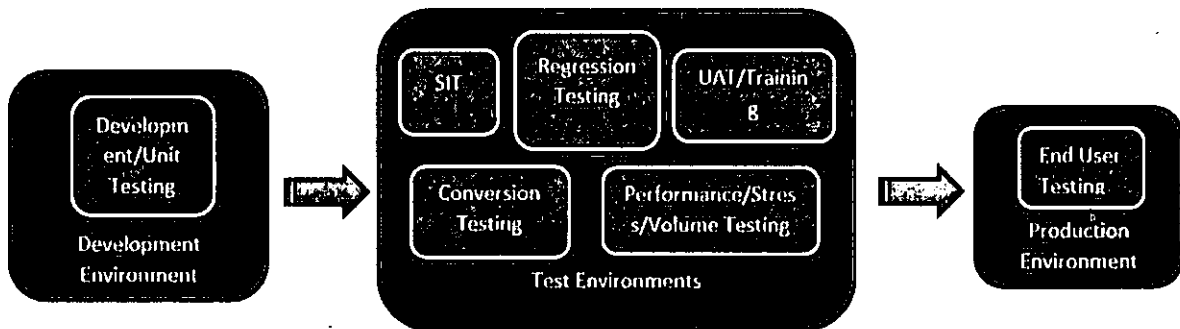 Developm
ent/Unit
Testing
Development
Environment
SIT
Regression
Testing
UAT/Trainin
g
Conversion
Testing
Performance/Stres
s/Volume Testing
Test Environments
End User
Testing
Production
Environment